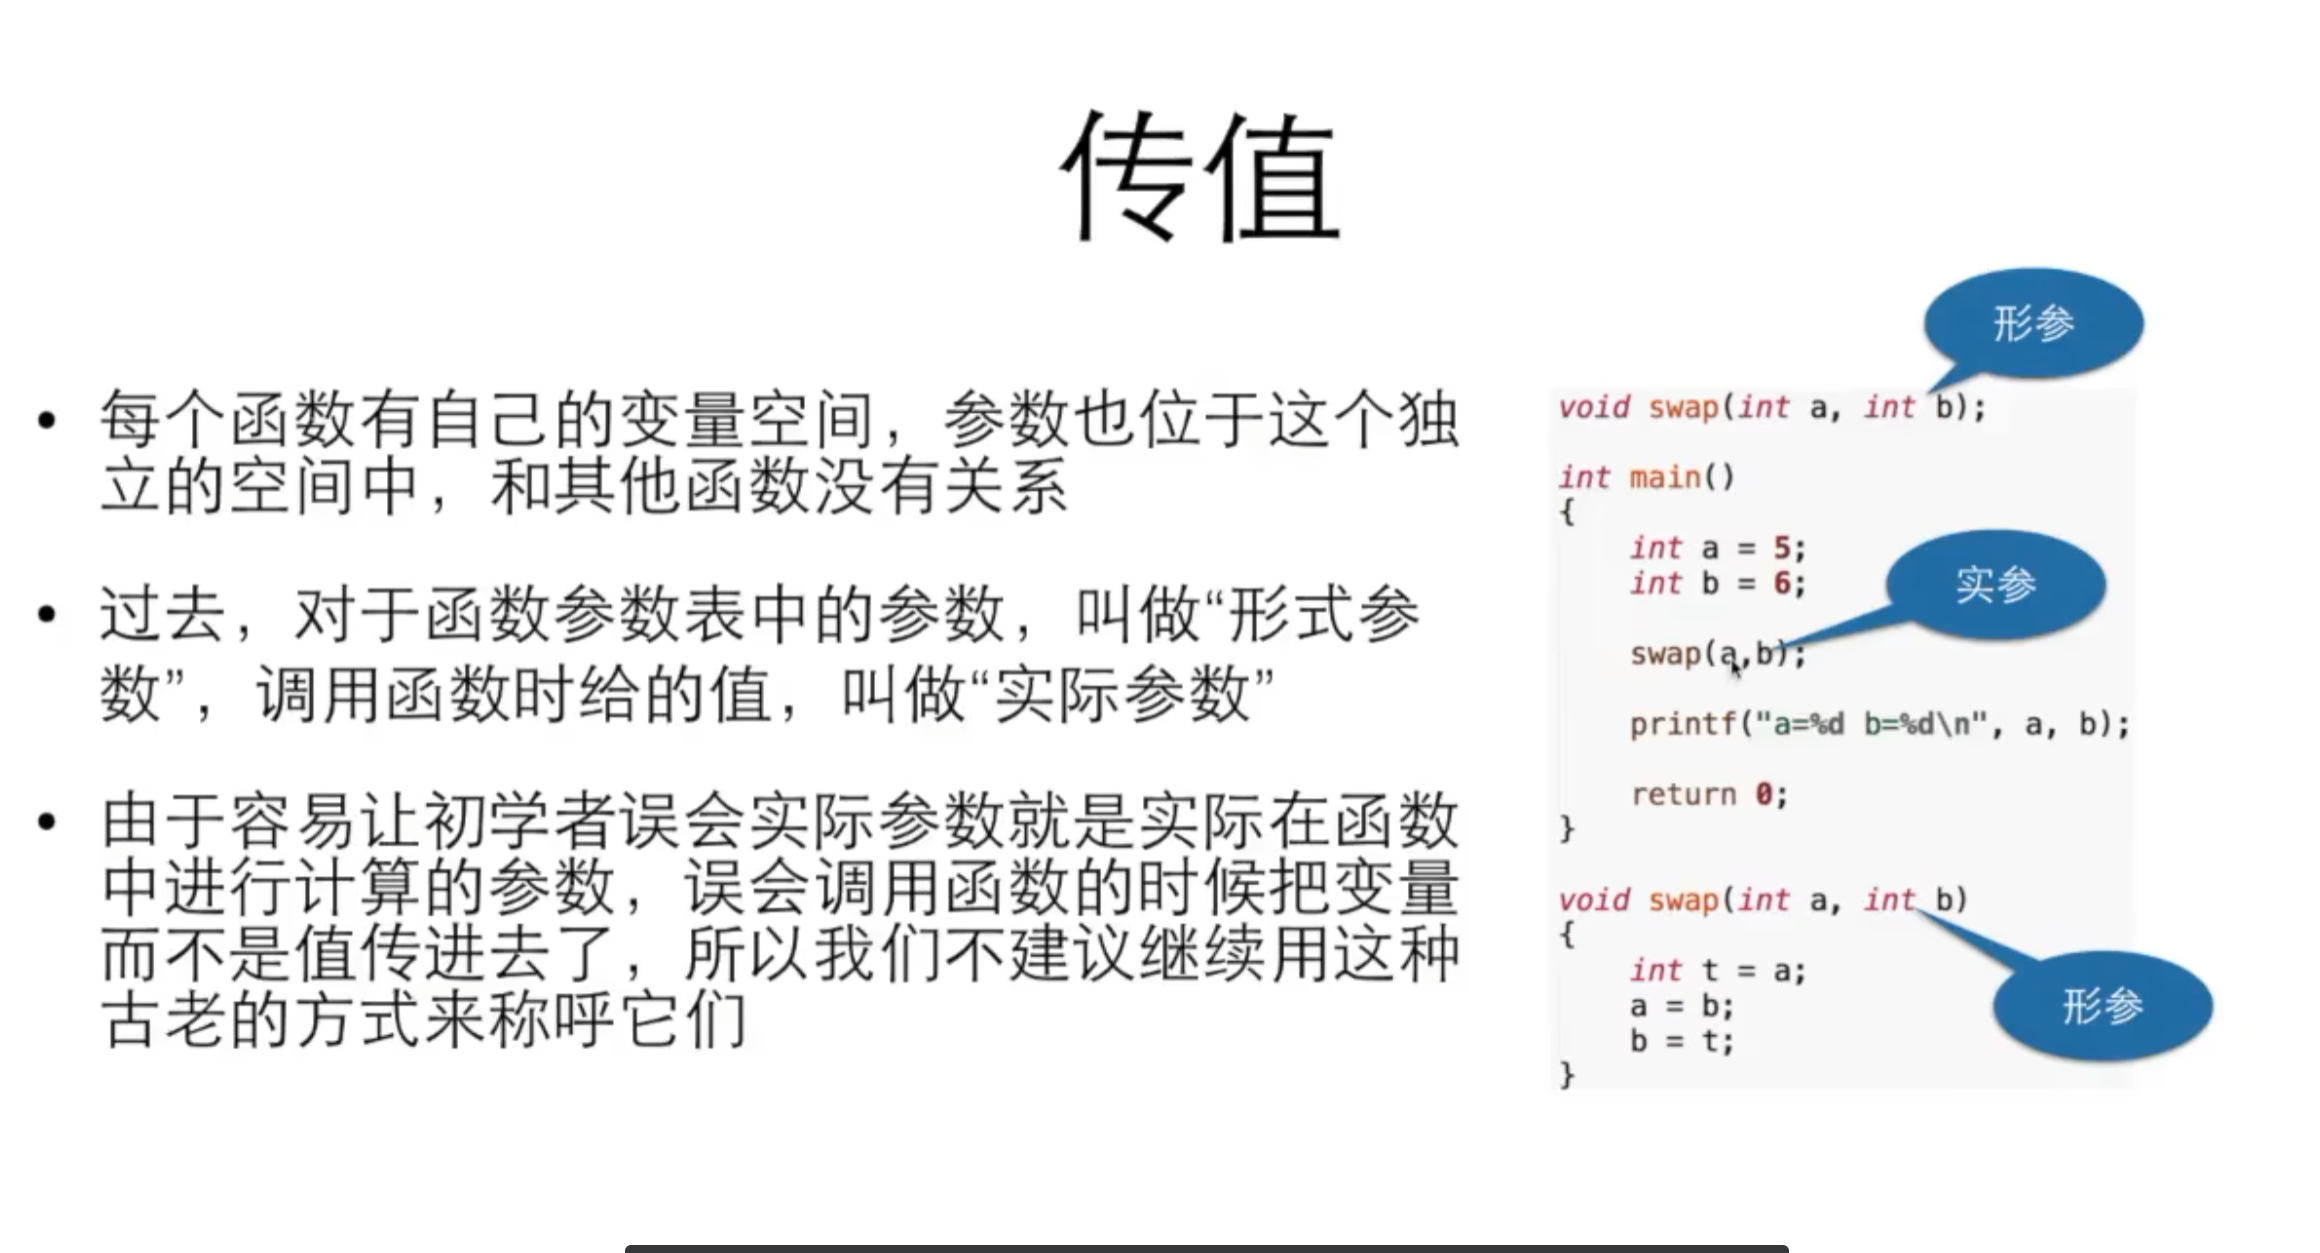 传值
• 每个函数有自己的变量空间，参数也位于这个独
立的空间中，和其他函数没有关系
• 过去，对于函数参数表中的参数，叫做“形式参
数”，调用函数时给的值，叫做“实际参数”
• 由于容易让初学者误会实际参数就是实际在函数
中进行计算的参数，误会调用函数的时候把变量
而不是值传进去了，所以我们不建议继续用这种
古老的方式来称呼它们
形参
void swap(int a, int b);
int main()
{
int a = 5;
int b = 6;
实参
swap(a,b);
printf("a=%d b=%d\n", a, b);
return 0;
}
void swap(int a, int b)
{
int t = a;
a = b;
b = t;
}
形参